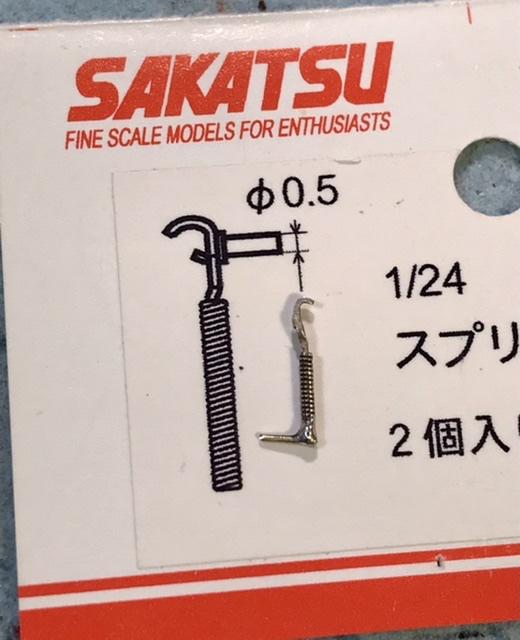 SAKATSU
FINE SCALE MODELS FOR ENTHUSIASTS
φ0.5
1/24
スプリ
2個入